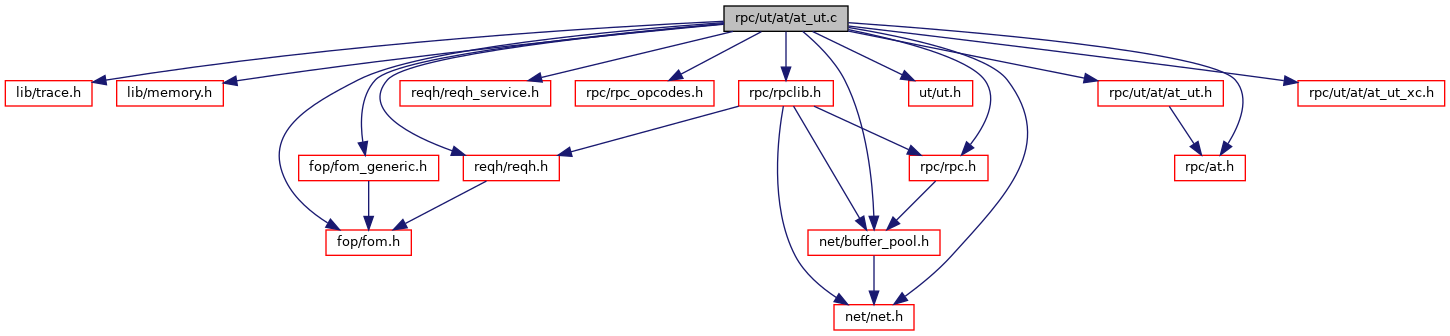 rpc/ut/at/at_ut.c
lib/trace.h
lib/memory.h
reqh/reqh_service.h
rpc/rpc_opcodes.h
rpc/rpclib.h
ut/ut.h
rpc/ut/at/at_ut.h
rpc/ut/at/at_ut_xc.h
fop/fom_generic.h
reqh/reqh.h
rpc/rpc.h
rpc/at.h
fop/fom.h
net/buffer_pool.h
net/net.h